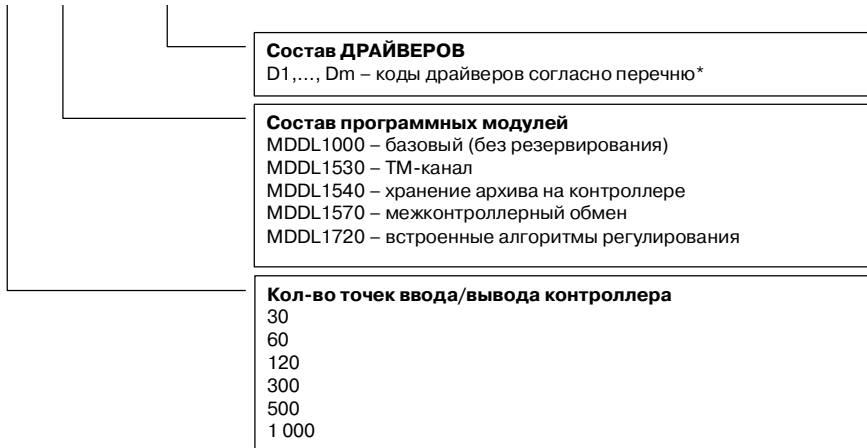 Состав ДРАЙВЕРОВ
D1,..., Dm – коды драйверов согласно перечню*
Состав программных модулей
MDDL1000 – базовый (без резервирования)
MDDL1530 – ТМ-канал
MDDL1540 – хранение архива на контроллере
MDDL1570 – межконтроллерный обмен
MDDL1720 – встроенные алгоритмы регулирования
Кол-во точек ввода/вывода контроллера
30
60
120
300
500
1 000